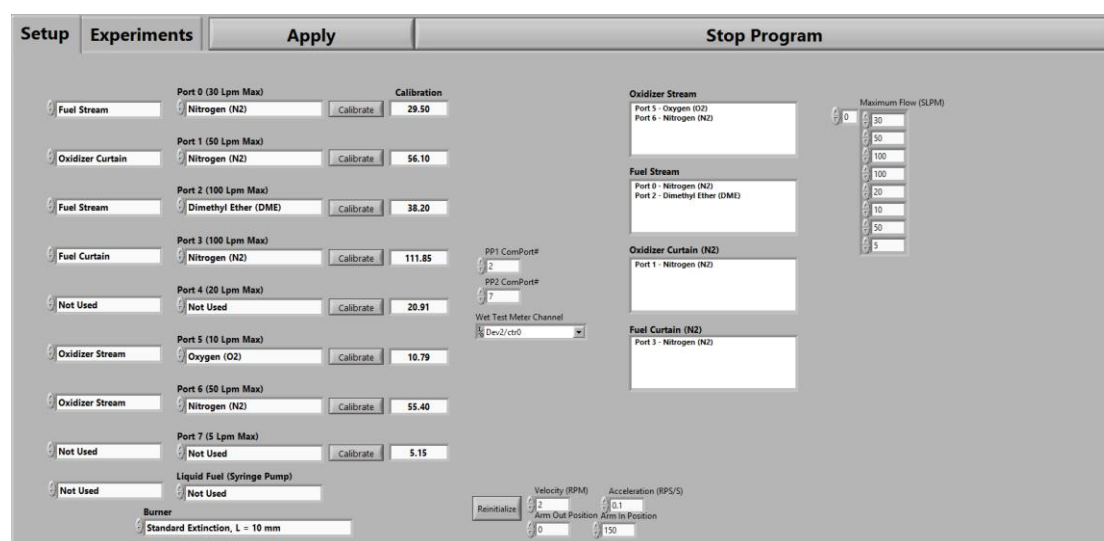 Setup Experiments Apply Stop Program
Port 0 (30 Lpm Max) Calibration
Fuel Stream Nitrogen (N2) Calibrate 29.50
Port 1 (50 Lpm Max)
Oxidizer Curtain Nitrogen (N2) Calibrate 56.10
Port 2 (100 Lpm Max)
Fuel Stream Dimethyl Ether (DME) Calibrate 38.20
Port 3 (100 Lpm Max)
Fuel Curtain Nitrogen (N2) Calibrate 111.85
Port 4 (20 Lpm Max)
Not Used Not Used Calibrate 20.91
Port 5 (10 Lpm Max)
Oxidizer Stream Oxygen (O2) Calibrate 10.79
Port 6 (50 Lpm Max)
Oxidizer Stream Nitrogen (N2) Calibrate 55.40
Port 7 (5 Lpm Max)
Not Used Not Used Calibrate 5.15
Liquid Fuel (Syringe Pump)
Not Used Not Used
Burner
Standard Extinction, L = 10 mm
PP1 ComPort#
2
PP2 ComPort#
7
Wet Test Meter Channel
Dev2/ctr0
Velocity (RPM) Acceleration (RPS/S)
Reinitialize 2 0.1
Arm Out Position Arm In Position
0 150
Oxidizer Stream
Port 5 - Oxygen (O2)
Port 6 - Nitrogen (N2)
Fuel Stream
Port 0 - Nitrogen (N2)
Port 2 - Dimethyl Ether (DME)
Oxidizer Curtain (N2)
Port 1 - Nitrogen (N2)
Fuel Curtain (N2)
Port 3 - Nitrogen (N2)
Maximum Flow (SLPM)
0 30
50
100
100
20
10
50
5